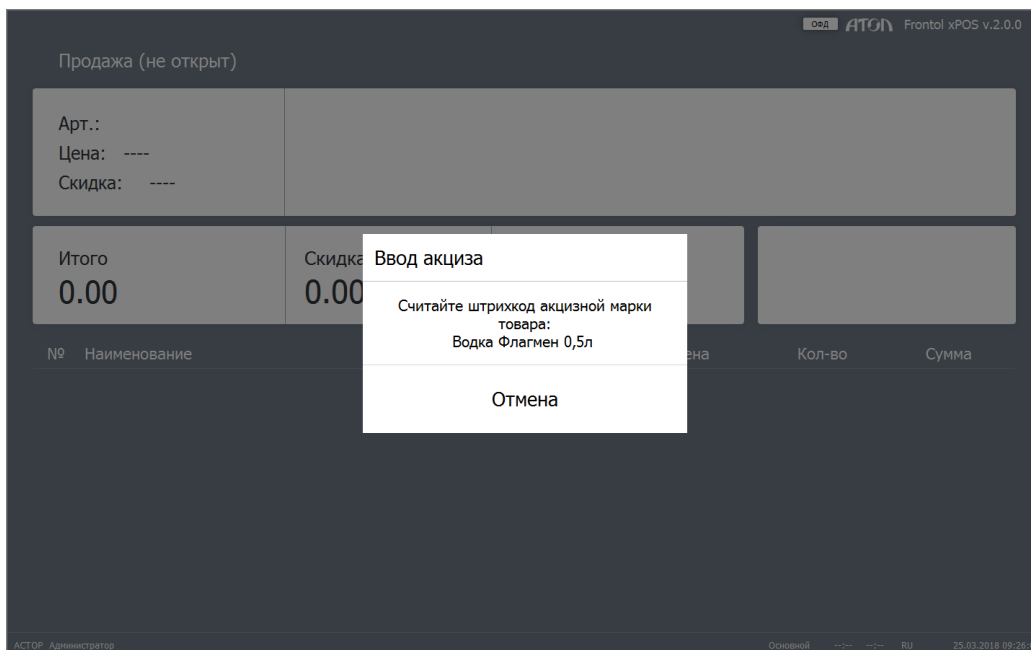 ОФД АТОЛ Frontol xPOS v.2.0.0
Продажа (не открыт)
Арт.:
Цена: ----
Скидка: ----
Итого
0.00
Скидка
0.00
Ввод акциза
Считайте штрихкод акцизной марки
товара:
Водка Флагмен 0,5л
Отмена
№ Наименование ена Кол-во Сумма
АСТОР Администратор Основной --:-- --:-- RU 25.03.2018 09:26: